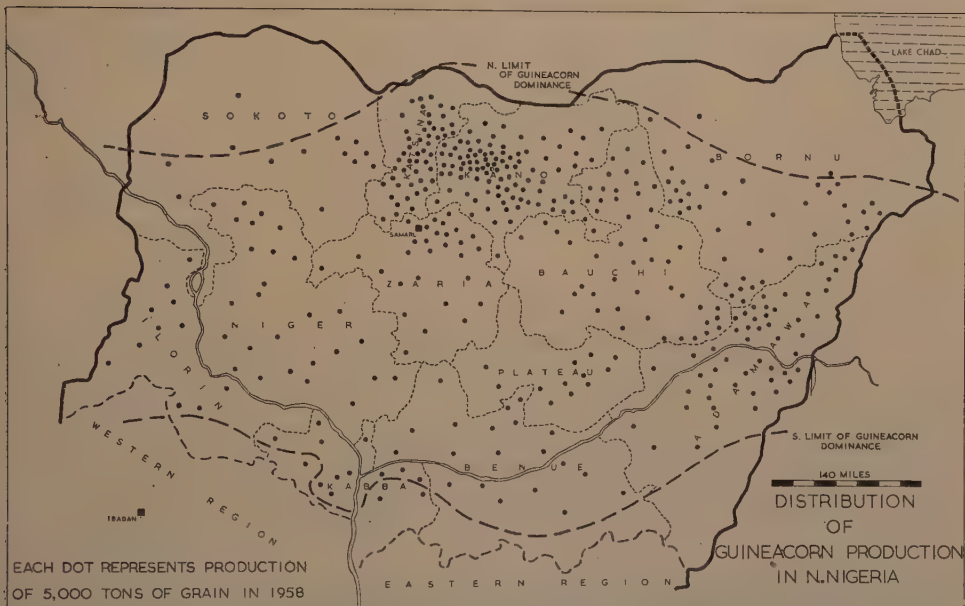 LAKE CHAD
N. LIMIT
OF GUINEACORN
DOMINANCE
SOKOTO
KATSINA
KANO
BORNU
SAMARU
ZARIA
BAUCHI
NIGER
ILORIN
PLATEAU
ADAMAWA
S. LIMIT OF GUINEACORN
DOMINANCE
BENUE
KABBA
WESTERN REGION
IBADAN
EASTERN REGION
140 MILES
DISTRIBUTION
OF
GUINEACORN PRODUCTION
IN N.NIGERIA
EACH DOT REPRESENTS PRODUCTION
OF 5,000 TONS OF GRAIN IN 1958